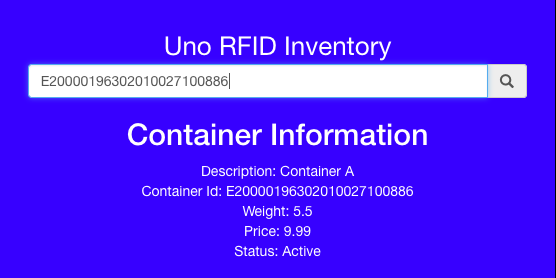 Uno RFID Inventory
E20000196302010027100886
Container Information
Description: Container A
Container Id: E20000196302010027100886
Weight: 5.5
Price: 9.99
Status: Active